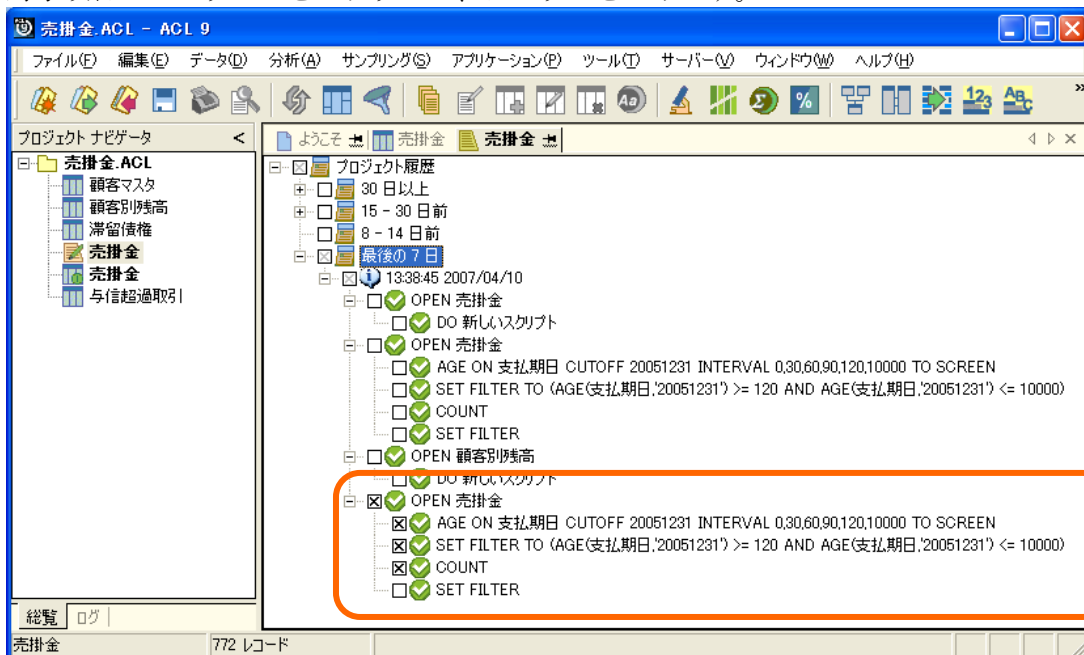 売掛金.ACL - ACL 9
ファイル(F) 編集(E) データ(D) 分析(A) サンプリング(S) アプリケーション(P) ツール(T) サーバー(V) ウィンドウ(W) ヘルプ(H)
プロジェクト ナビゲータ <
ようこそ 売掛金 売掛金
売掛金.ACL
顧客マスタ
顧客別残高
滞留債権
売掛金
売掛金
与信超過取引
プロジェクト履歴
30 日以上
15 - 30 日前
8 - 14 日前
最後の 7 日
13:38:45 2007/04/10
OPEN 売掛金
DO 新しいスクリプト
OPEN 売掛金
AGE ON 支払期日 CUTOFF 20051231 INTERVAL 0,30,60,90,120,10000 TO SCREEN
SET FILTER TO (AGE(支払期日,'20051231') >= 120 AND AGE(支払期日,'20051231') <= 10000)
COUNT
SET FILTER
OPEN 顧客別残高
DO 新しいスクリプト
OPEN 売掛金
AGE ON 支払期日 CUTOFF 20051231 INTERVAL 0,30,60,90,120,10000 TO SCREEN
SET FILTER TO (AGE(支払期日,'20051231') >= 120 AND AGE(支払期日,'20051231') <= 10000)
COUNT
SET FILTER
総覧 ログ
売掛金 772 レコード